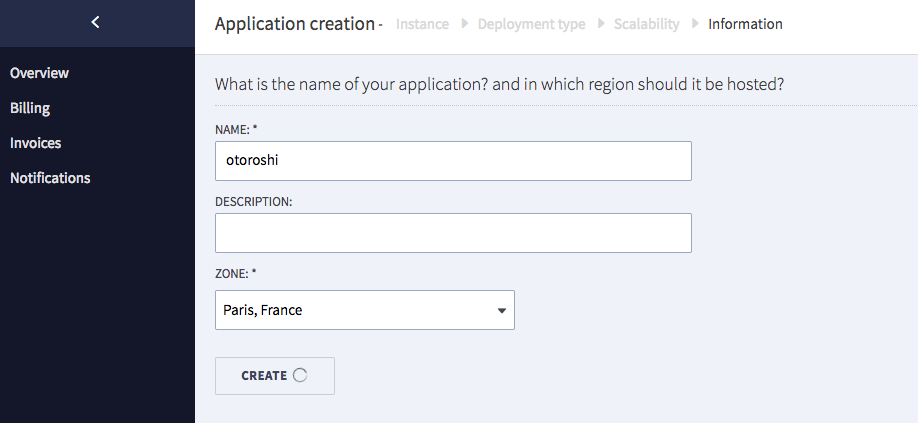 Application creation - Instance Deployment type Scalability Information
Overview
Billing
Invoices
Notifications
What is the name of your application? and in which region should it be hosted?
NAME: *
otoroshi
DESCRIPTION:
ZONE: *
Paris, France
CREATE